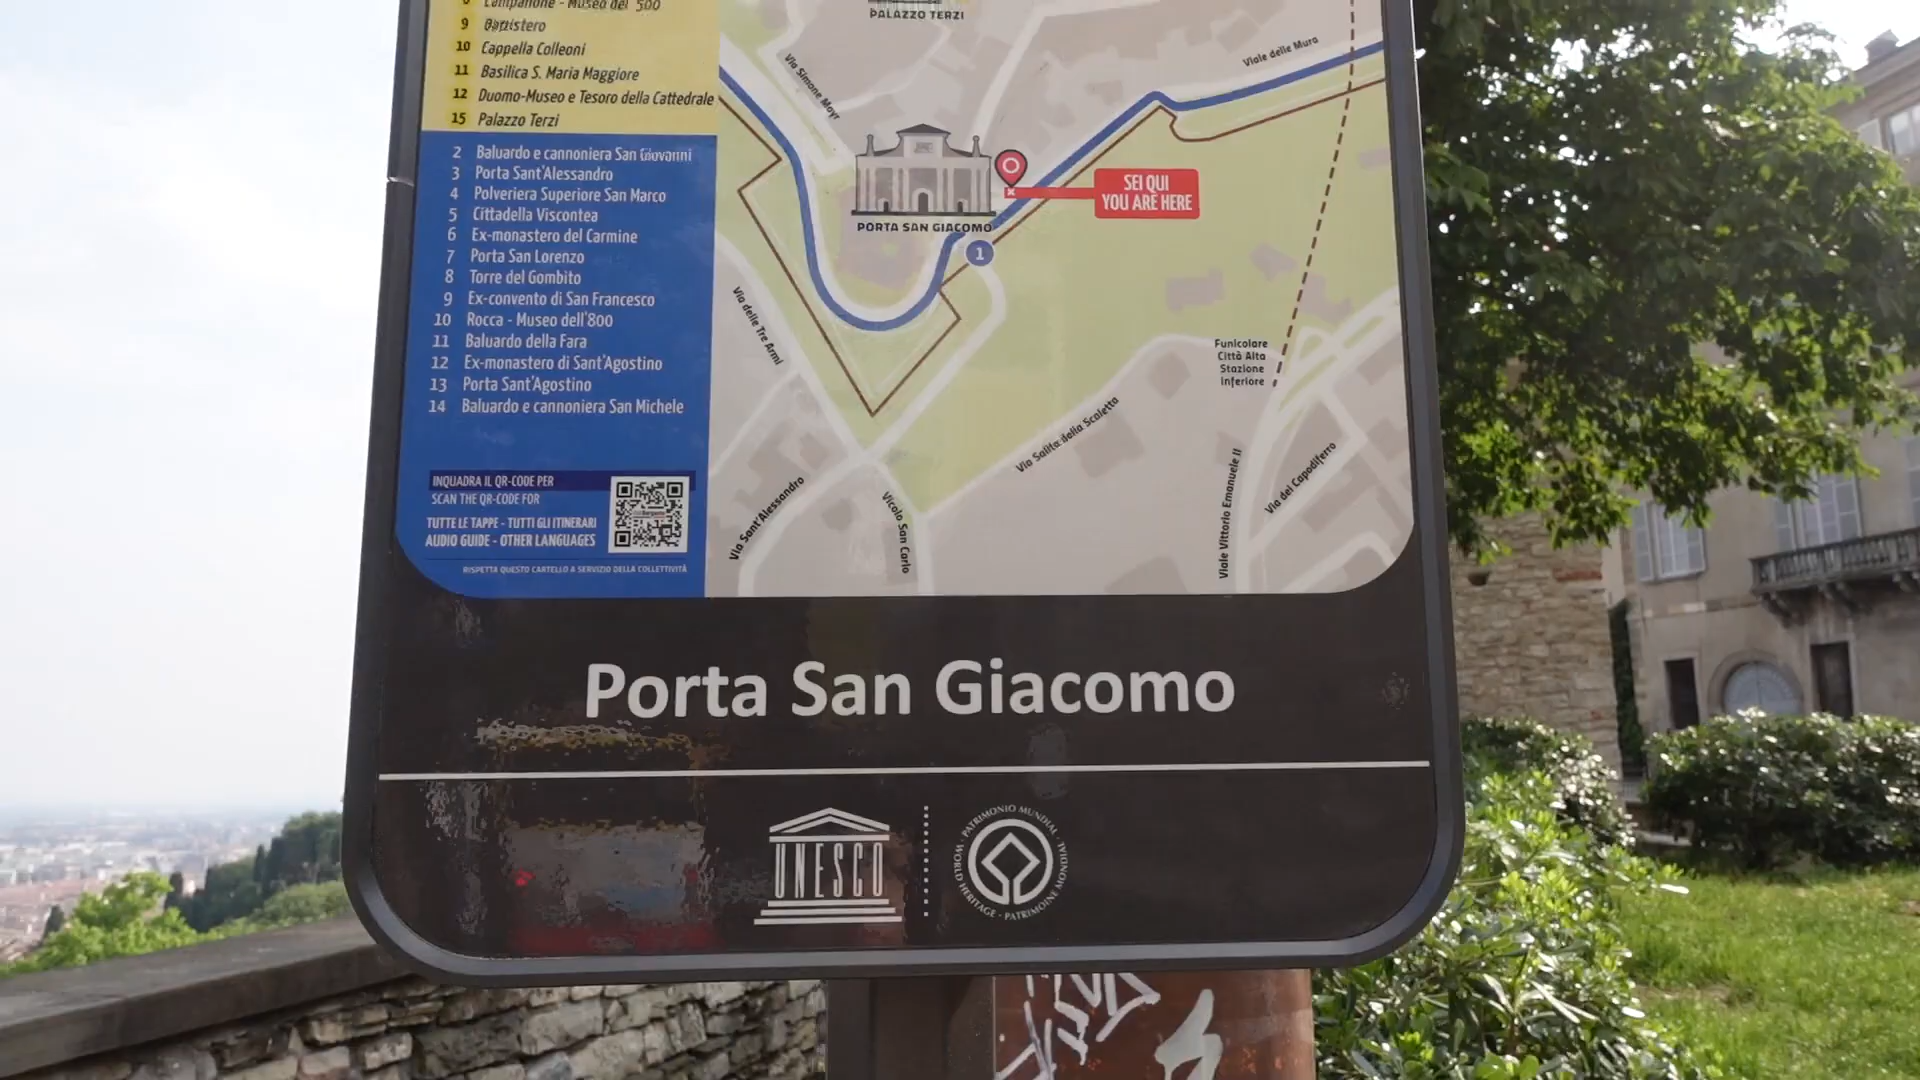 8 Campanone - Museo del '500
9 Battistero
10 Cappella Colleoni
11 Basilica S. Maria Maggiore
12 Duomo-Museo e Tesoro della Cattedrale
15 Palazzo Terzi
2 Baluardo e cannoniera San Giovanni
3 Porta Sant'Alessandro
4 Polveriera Superiore San Marco
5 Cittadella Viscontea
6 Ex-monastero del Carmine
7 Porta San Lorenzo
8 Torre del Gombito
9 Ex-convento di San Francesco
10 Rocca - Museo dell'800
11 Baluardo della Fara
12 Ex-monastero di Sant'Agostino
13 Porta Sant'Agostino
14 Baluardo e cannoniera San Michele
INQUADRA IL QR-CODE PER
SCAN THE QR-CODE FOR
TUTTE LE TAPPE - TUTTI GLI ITINERARI
AUDIO GUIDE - OTHER LANGUAGES
RISPETTA QUESTO CARTELLO A SERVIZIO DELLA COLLETTIVITÀ
PALAZZO TERZI
Via Simone Mayr
Viale delle Mura
SEI QUI
YOU ARE HERE
PORTA SAN GIACOMO
1
Via delle Tre Armi
Funicolare
Città Alta
Stazione
Inferiore
Via Salita della Scaletta
Via Sant'Alessandro
Vicolo San Carlo
Viale Vittorio Emanuele II
Via dei Capodiferro
Porta San Giacomo
UNESCO
PATRIMONIO MUNDIAL · WORLD HERITAGE · PATRIMOINE MONDIAL